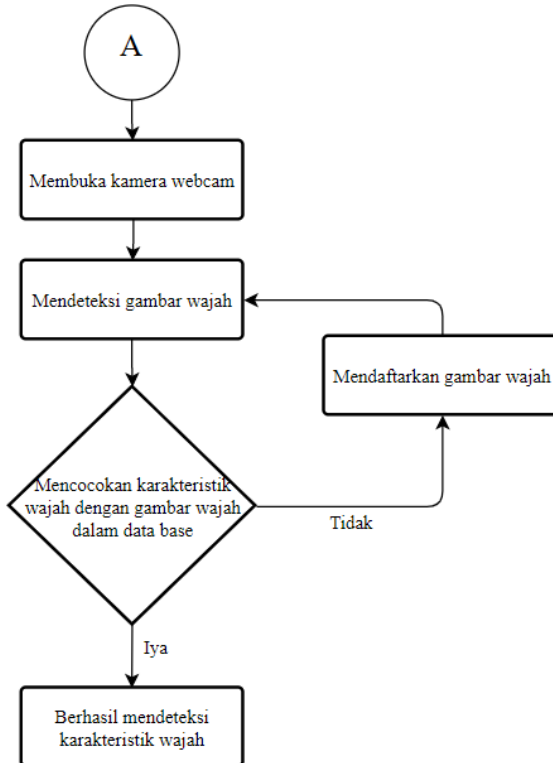 A
Membuka kamera webcam
Mendeteksi gambar wajah
Mendaftarkan gambar wajah
Mencocokan karakteristik
wajah dengan gambar wajah
dalam data base
Tidak
Iya
Berhasil mendeteksi
karakteristik wajah